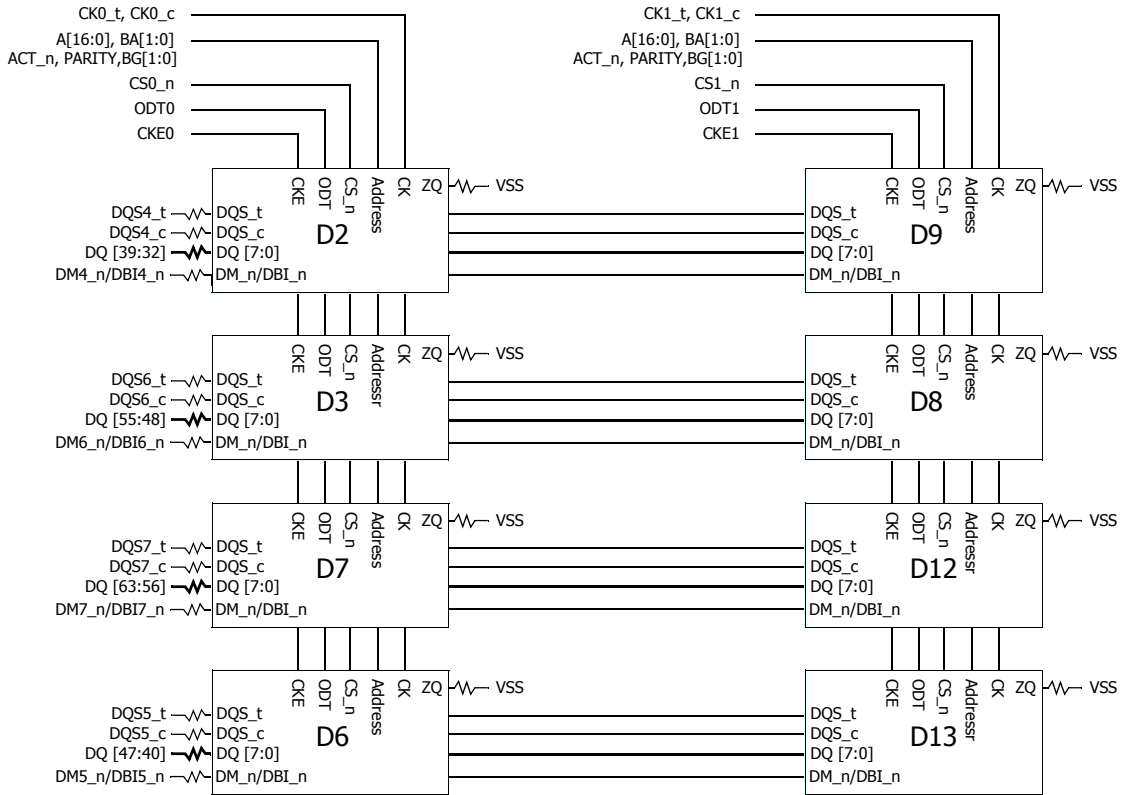 CK0_t, CK0_c
A[16:0], BA[1:0]
ACT_n, PARITY,BG[1:0]
CS0_n
ODT0
CKE0
CK1_t, CK1_c
A[16:0], BA[1:0]
ACT_n, PARITY,BG[1:0]
CS1_n
ODT1
CKE1
CKE
ODT
CS_n
Address
CK
ZQ
VSS
DQS4_t
DQS4_c
DQ [39:32]
DM4_n/DBI4_n
DQS_t
DQS_c
DQ [7:0]
DM_n/DBI_n
D2
CKE
ODT
CS_n
Address
CK
ZQ
VSS
DQS_t
DQS_c
DQ [7:0]
DM_n/DBI_n
D9
CKE
ODT
CS_n
Addressr
CK
ZQ
VSS
DQS6_t
DQS6_c
DQ [55:48]
DM6_n/DBI6_n
DQS_t
DQS_c
DQ [7:0]
DM_n/DBI_n
D3
CKE
ODT
CS_n
Address
CK
ZQ
VSS
DQS_t
DQS_c
DQ [7:0]
DM_n/DBI_n
D8
CKE
ODT
CS_n
Address
CK
ZQ
VSS
DQS7_t
DQS7_c
DQ [63:56]
DM7_n/DBI7_n
DQS_t
DQS_c
DQ [7:0]
DM_n/DBI_n
D7
CKE
ODT
CS_n
Addressr
CK
ZQ
VSS
DQS_t
DQS_c
DQ [7:0]
DM_n/DBI_n
D12
CKE
ODT
CS_n
Address
CK
ZQ
VSS
DQS5_t
DQS5_c
DQ [47:40]
DM5_n/DBI5_n
DQS_t
DQS_c
DQ [7:0]
DM_n/DBI_n
D6
CKE
ODT
CS_n
Addressr
CK
ZQ
VSS
DQS_t
DQS_c
DQ [7:0]
DM_n/DBI_n
D13